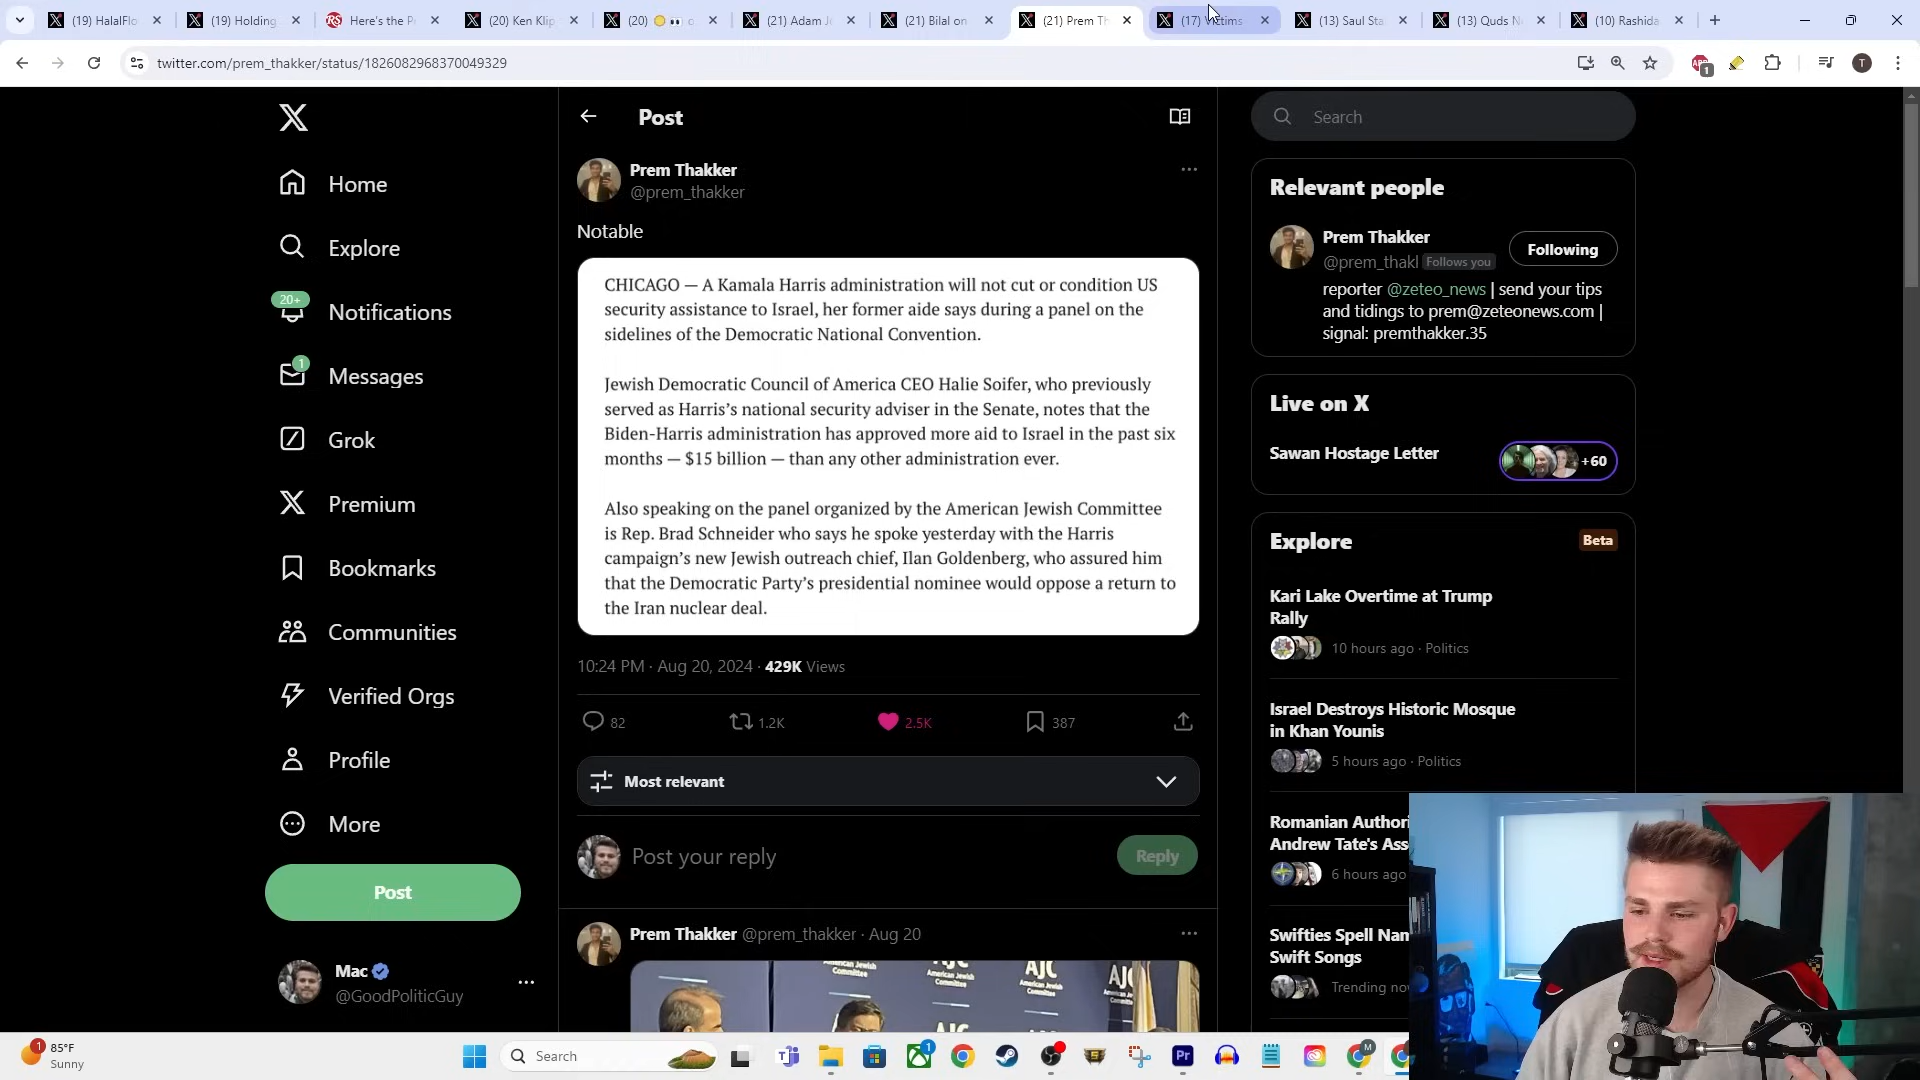 (19) HalalFlo
(19) Holding
Here's the P
(20) Ken Klip
(20)
(21) Adam
(21) Bilal on
(21) Prem Th
(17) Victims
(13) Saul Sta
(13) Quds N
(10) Rashida
twitter.com/prem_thakker/status/1826082968370049329
Post
Search
Home
Explore
20+
Notifications
1
Messages
Grok
Premium
Bookmarks
Communities
Verified Orgs
Profile
More
Post
Mac
@GoodPoliticGuy
Prem Thakker
@prem_thakker
Notable
CHICAGO — A Kamala Harris administration will not cut or condition US
security assistance to Israel, her former aide says during a panel on the
sidelines of the Democratic National Convention.
Jewish Democratic Council of America CEO Halie Soifer, who previously
served as Harris's national security adviser in the Senate, notes that the
Biden-Harris administration has approved more aid to Israel in the past six
months — $15 billion — than any other administration ever.
Also speaking on the panel organized by the American Jewish Committee
is Rep. Brad Schneider who says he spoke yesterday with the Harris
campaign's new Jewish outreach chief, Ilan Goldenberg, who assured him
that the Democratic Party's presidential nominee would oppose a return to
the Iran nuclear deal.
10:24 PM · Aug 20, 2024 · 429K Views
82 1.2K 2.5K 387
Most relevant
Post your reply
Reply
Prem Thakker @prem_thakker · Aug 20
AJC
American Jewish
Committee
Relevant people
Prem Thakker
@prem_thakl Follows you
Following
reporter @zeteo_news | send your tips
and tidings to prem@zeteonews.com |
signal: premthakker.35
Live on X
Sawan Hostage Letter
+60
Explore
Beta
Kari Lake Overtime at Trump
Rally
10 hours ago · Politics
Israel Destroys Historic Mosque
in Khan Younis
5 hours ago · Politics
Romanian Authori
Andrew Tate's Ass
6 hours ago
Swifties Spell Nam
Swift Songs
Trending now
85°F
Sunny
Search